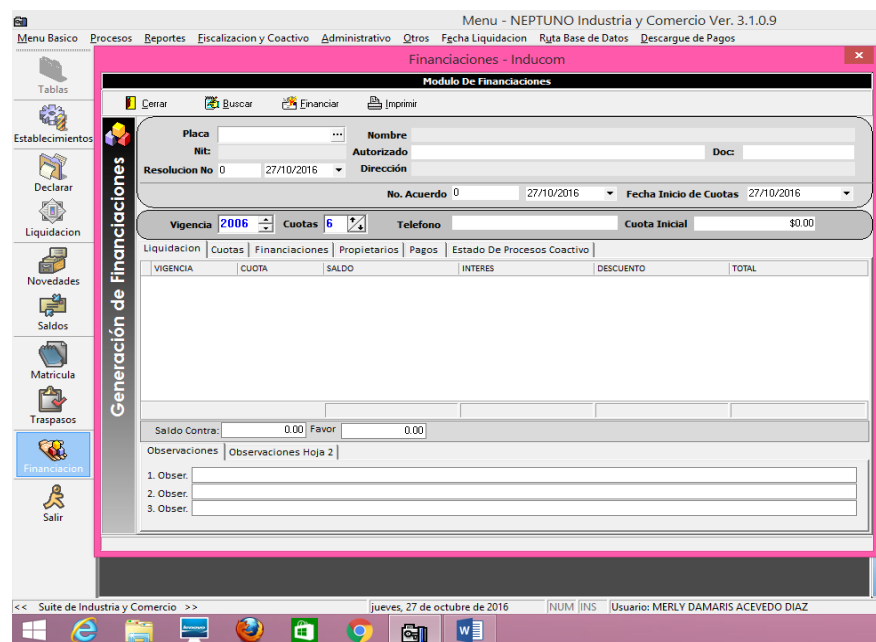 Menu - NEPTUNO Industria y Comercio Ver. 3.1.0.9
Menu Basico Procesos Reportes Fiscalizacion y Coactivo Administrativo Otros Fecha Liquidacion Ruta Base de Datos Descargue de Pagos
Financiaciones - Inducom
Modulo De Financiaciones
Cerrar Buscar Financiar Imprimir
Tablas
Establecimientos
Declarar
Liquidacion
Novedades
Saldos
Matricula
Traspasos
Financiacion
Salir
Generación de Financiaciones
Placa ... Nombre
Nit: Autorizado Doc:
Resolucion No 0 27/10/2016 Dirección
No. Acuerdo 0 27/10/2016 Fecha Inicio de Cuotas 27/10/2016
Vigencia 2006 Cuotas 6 Telefono Cuota Inicial $0.00
Liquidacion Cuotas Financiaciones Propietarios Pagos Estado De Procesos Coactivo
VIGENCIA CUOTA SALDO INTERES DESCUENTO TOTAL
Saldo Contra: 0.00 Favor 0.00
Observaciones Observaciones Hoja 2
1. Obser.
2. Obser.
3. Obser.
<< Suite de Industria y Comercio >> jueves, 27 de octubre de 2016 NUM INS Usuario: MERLY DAMARIS ACEVEDO DIAZ